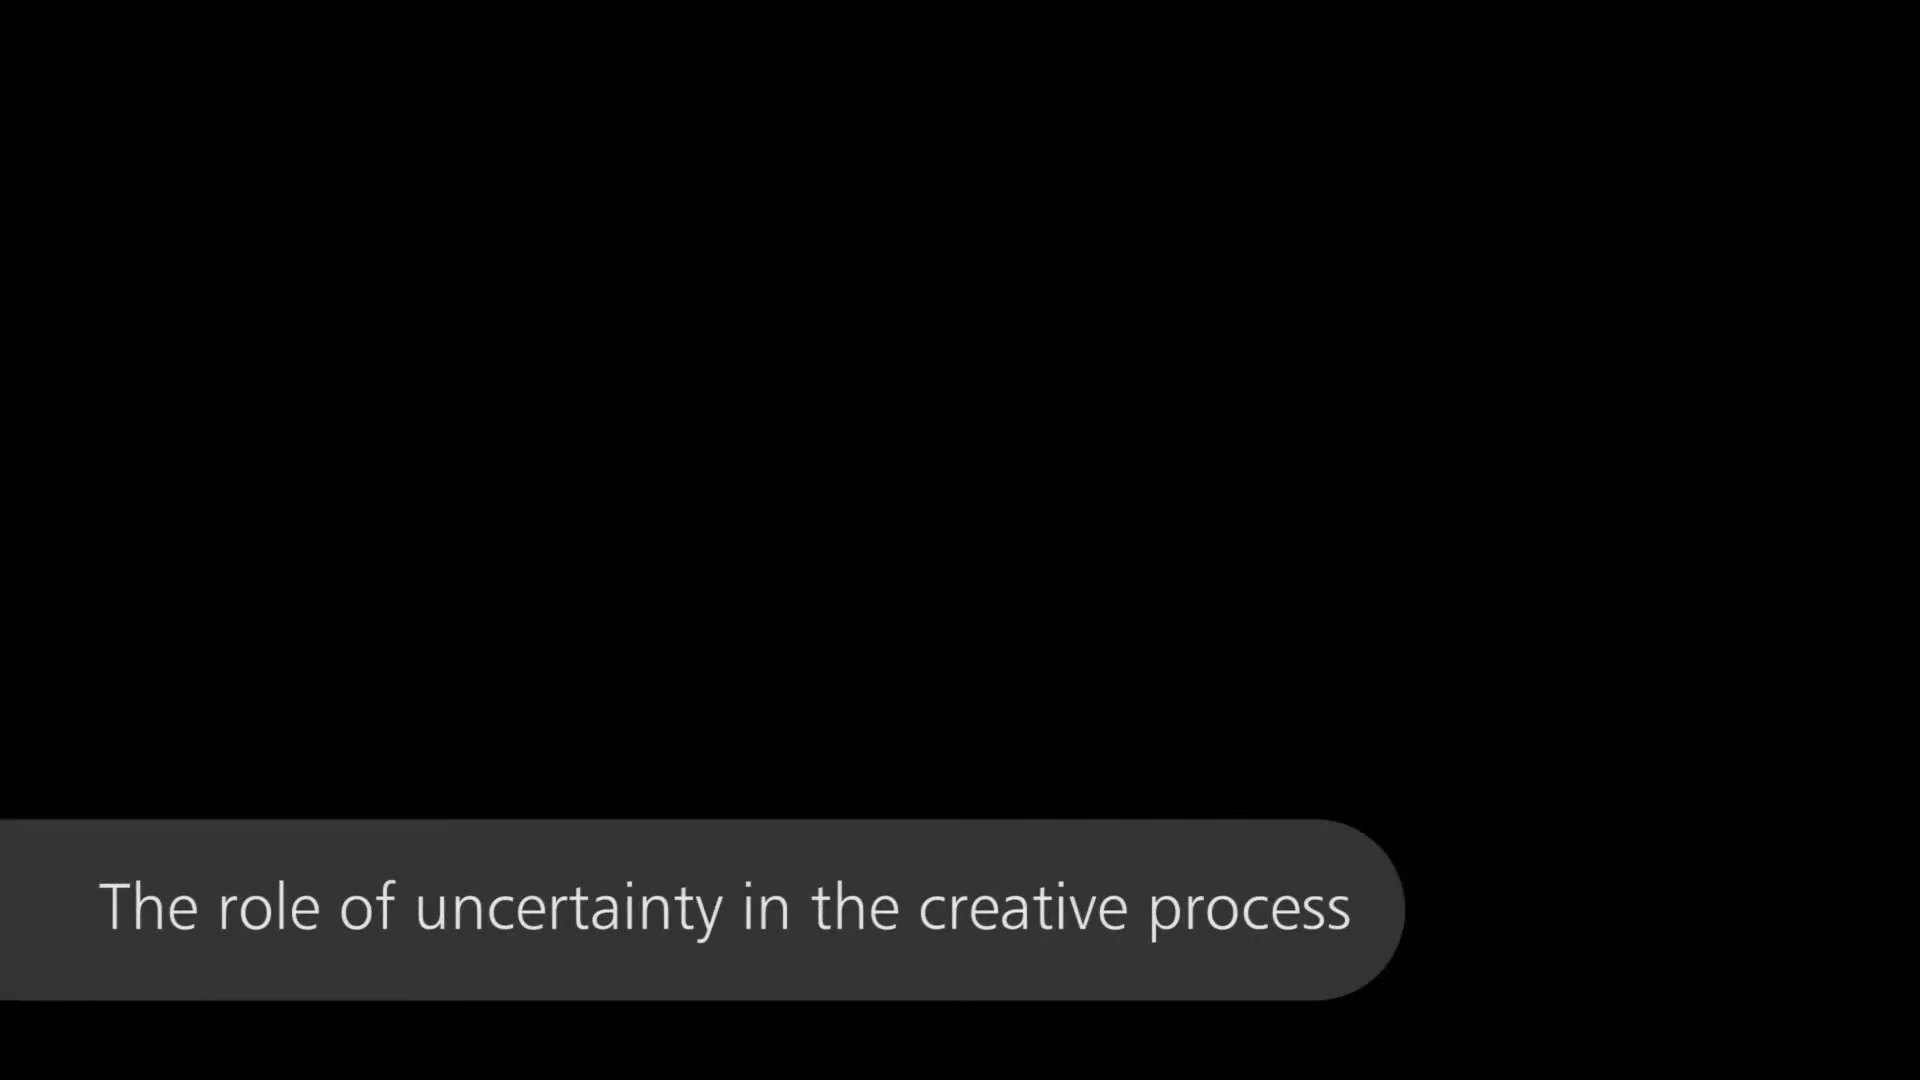 The role of uncertainty in the creative process